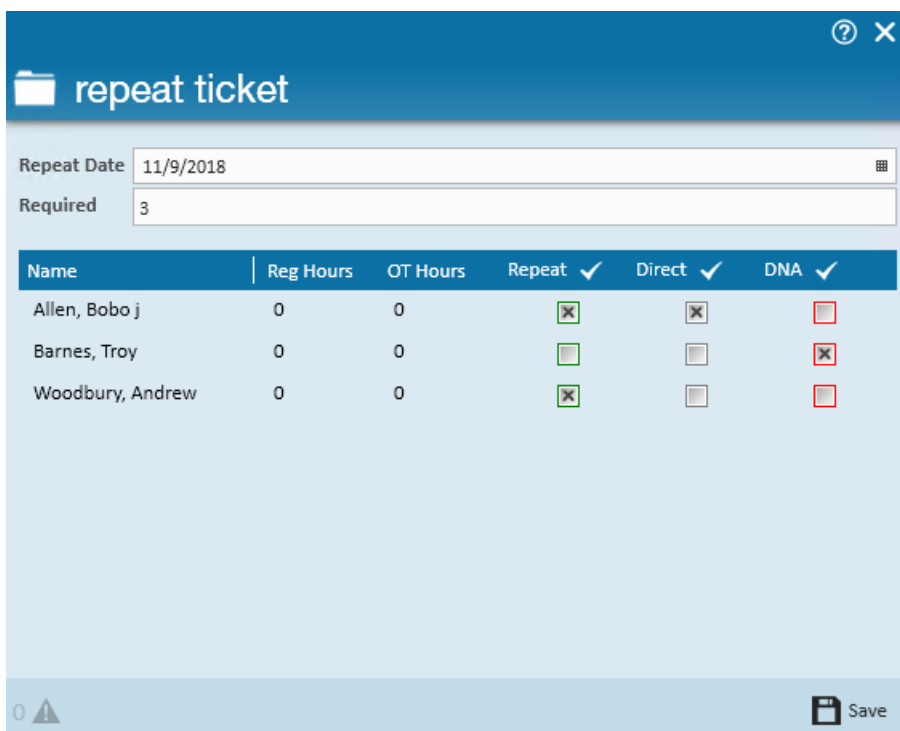 repeat ticket
Repeat Date 11/9/2018
Required 3
Name Reg Hours OT Hours Repeat Direct DNA
Allen, Bobo j 0 0
Barnes, Troy 0 0
Woodbury, Andrew 0 0
0 Save